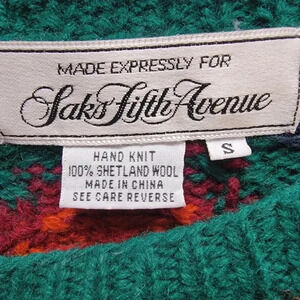 MADE EXPRESSLY FOR
Saks Fifth Avenue
HAND KNIT
100% SHETLAND WOOL
MADE IN CHINA
SEE CARE REVERSE
S